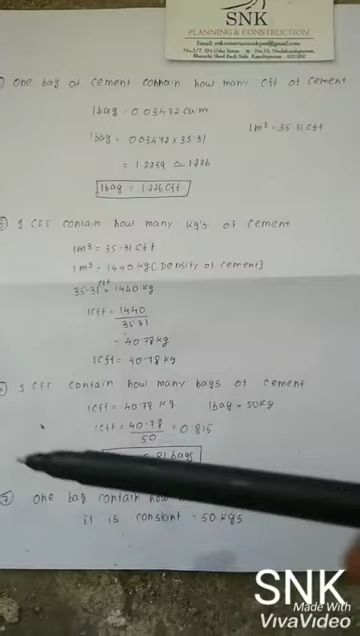 SNK
PLANNING & CONSTRUCTION
one bag of cement contain how many cft of cement
1bag = 0.03472 cum
1bag = 0.03472 x 35.31
1m³ = 35.31 cft
= 1.2259 ≈ 1.226
1bag = 1.226 cft
1 CFT contain how many kg's of cement
1m³ = 35.31 cft
1m³ = 1440 kg [Density of cement]
35.31 cft = 1440 kg
1cft = 1440
35.31
= 40.78 kg
1cft = 40.78 kg
1 CFT contain how many bags of cement
1cft = 40.78 kg
1bag = 50kg
1cft = 40.78 = 0.815
50
0.81 bags
7 one bag contain how
it is constant - 50 kgs
SNK
Made With
VivaVideo